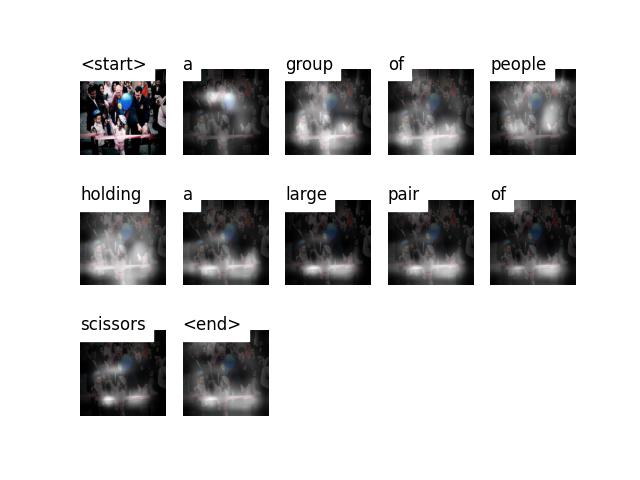 <start> a group of people
holding a large pair of
scissors <end>